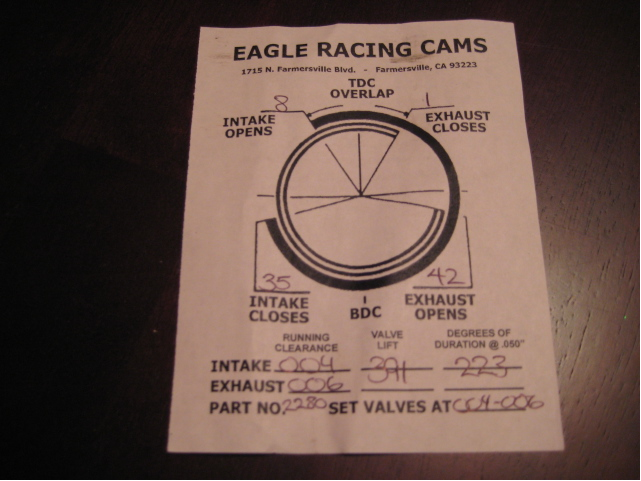 EAGLE RACING CAMS
1715 N. Farmersville Blvd. - Farmersville, CA 93223
TDC
OVERLAP
8
1
INTAKE
OPENS
EXHAUST
CLOSES
35
42
INTAKE
CLOSES
BDC
EXHAUST
OPENS
RUNNING
CLEARANCE
VALVE
LIFT
DEGREES OF
DURATION @ .050"
INTAKE 004 391 223
EXHAUST 006
PART NO. 2280 SET VALVES AT 004-006